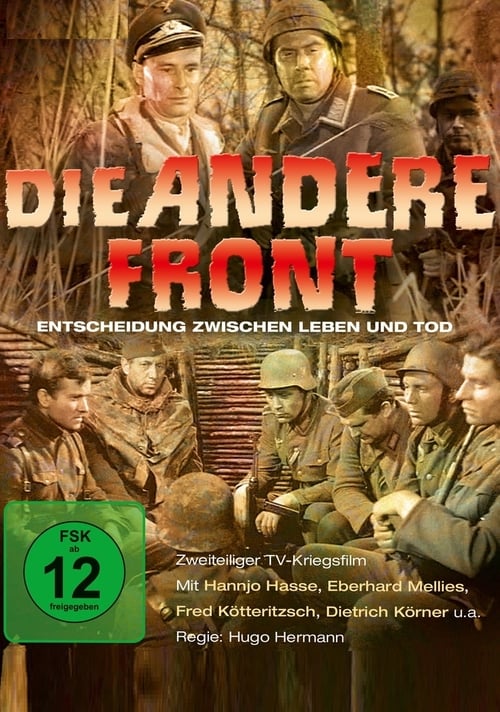 DIE ANDERE
FRONT
ENTSCHEIDUNG ZWISCHEN LEBEN UND TOD
FSK
ab
12
freigegeben
Zweiteiliger TV-Kriegsfilm
Mit Hannjo Hasse, Eberhard Mellies,
Fred Kötteritzsch, Dietrich Körner u.a.
Regie: Hugo Hermann